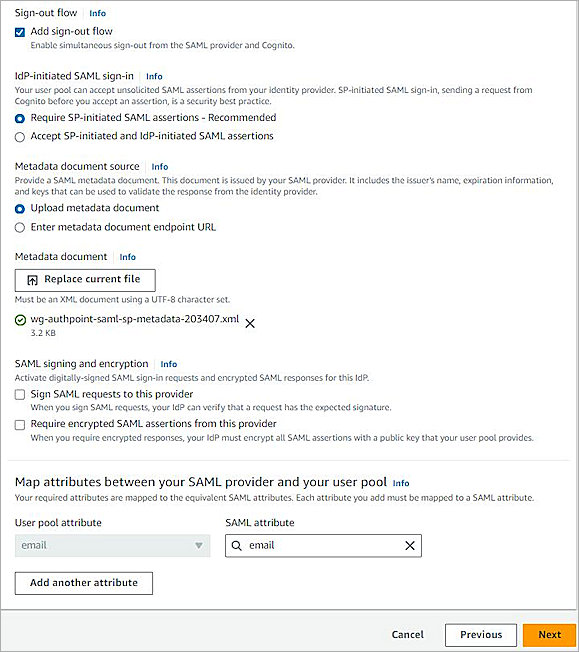 Sign-out flow Info
Add sign-out flow
Enable simultaneous sign-out from the SAML provider and Cognito.
IdP-initiated SAML sign-in Info
Your user pool can accept unsolicited SAML assertions from your identity provider. SP-initiated SAML sign-in, sending a request from
Cognito before you accept an assertion, is a security best practice.
Require SP-initiated SAML assertions - Recommended
Accept SP-initiated and IdP-initiated SAML assertions
Metadata document source Info
Provide a SAML metadata document. This document is issued by your SAML provider. It includes the issuer's name, expiration information,
and keys that can be used to validate the response from the identity provider.
Upload metadata document
Enter metadata document endpoint URL
Metadata document Info
Replace current file
Must be an XML document using a UTF-8 character set.
wg-authpoint-saml-sp-metadata-203407.xml
3.2 KB
SAML signing and encryption Info
Activate digitally-signed SAML sign-in requests and encrypted SAML responses for this IdP.
Sign SAML requests to this provider
When you sign SAML requests, your IdP can verify that a request has the expected signature.
Require encrypted SAML assertions from this provider
When you require encrypted responses, your IdP must encrypt all SAML assertions with a public key that your user pool provides.
Map attributes between your SAML provider and your user pool Info
Your required attributes are mapped to the equivalent SAML attributes. Each attribute you add must be mapped to a SAML attribute.
User pool attribute SAML attribute
email email
Add another attribute
Cancel Previous Next